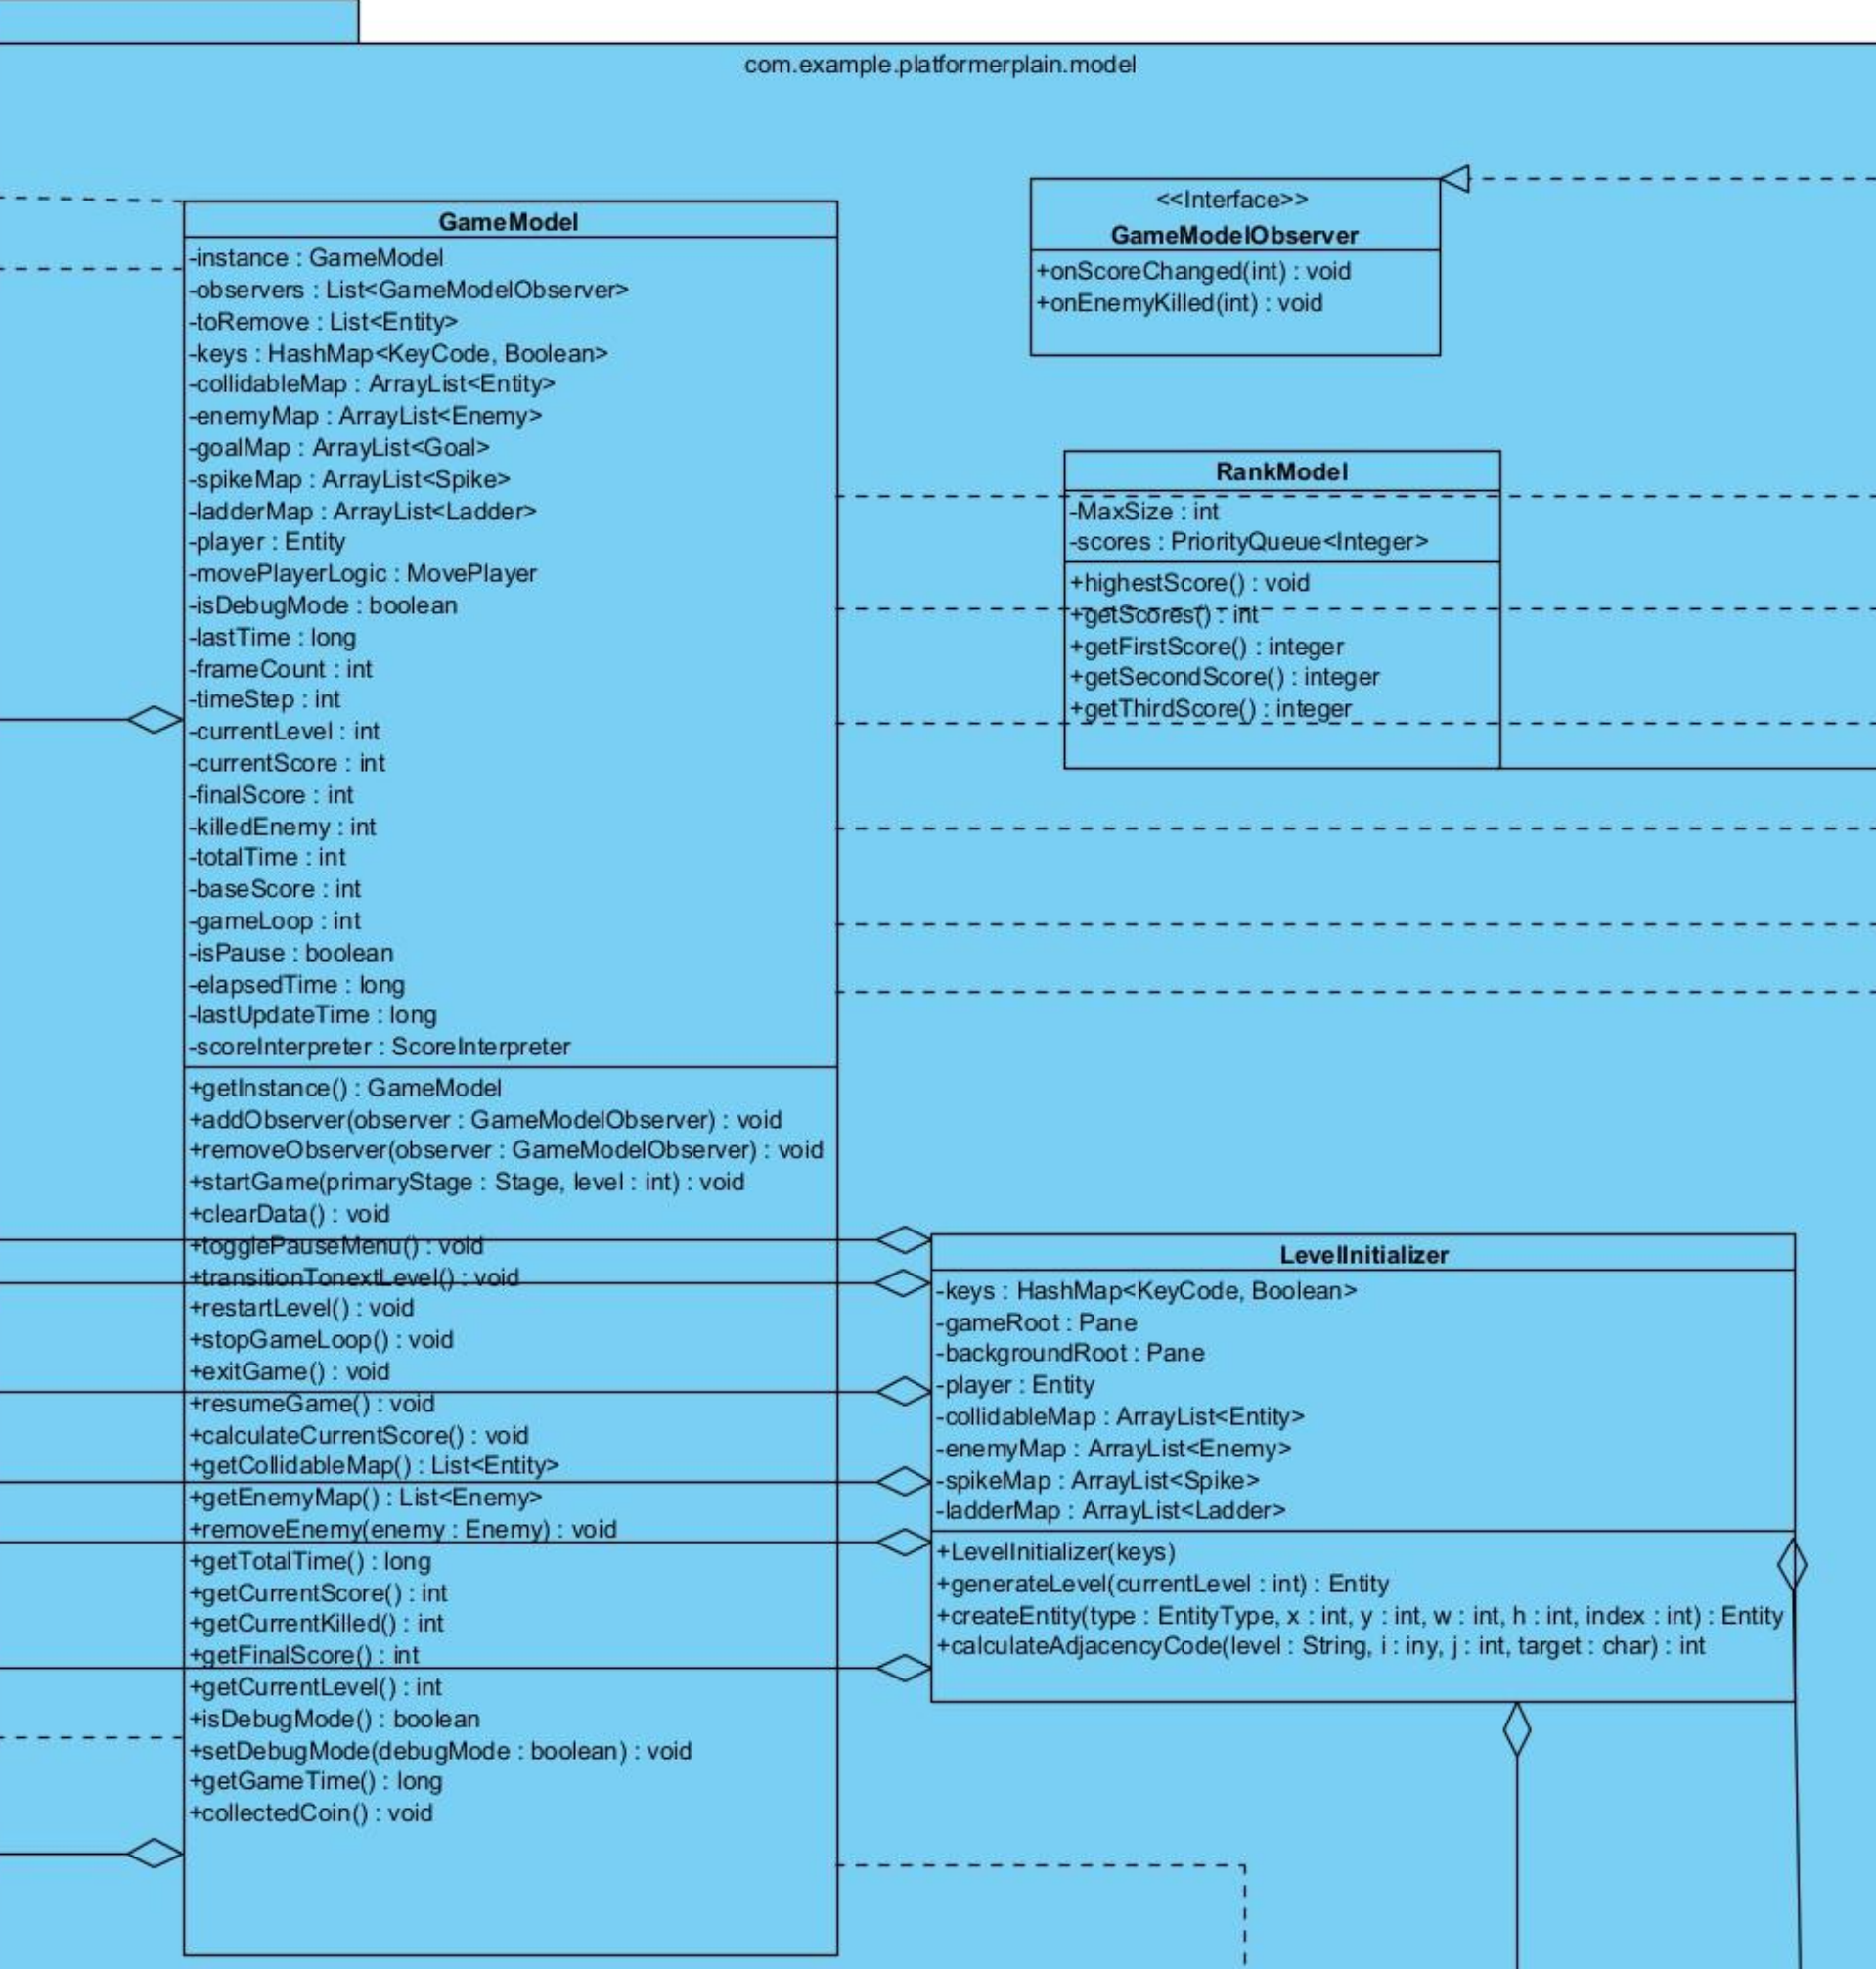 com.example.platformerplain.model
GameModel
-instance : GameModel
-observers : List<GameModelObserver>
-toRemove : List<Entity>
-keys : HashMap<KeyCode, Boolean>
-collidableMap : ArrayList<Entity>
-enemyMap : ArrayList<Enemy>
-goalMap : ArrayList<Goal>
-spikeMap : ArrayList<Spike>
-ladderMap : ArrayList<Ladder>
-player : Entity
-movePlayerLogic : MovePlayer
-isDebugMode : boolean
-lastTime : long
-frameCount : int
-timeStep : int
-currentLevel : int
-currentScore : int
-finalScore : int
-killedEnemy : int
-totalTime : int
-baseScore : int
-gameLoop : int
-isPause : boolean
-elapsedTime : long
-lastUpdateTime : long
-scoreInterpreter : ScoreInterpreter
+getInstance() : GameModel
+addObserver(observer : GameModelObserver) : void
+removeObserver(observer : GameModelObserver) : void
+startGame(primaryStage : Stage, level : int) : void
+clearData() : void
+togglePauseMenu() : void
+transitionTonextLevel() : void
+restartLevel() : void
+stopGameLoop() : void
+exitGame() : void
+resumeGame() : void
+calculateCurrentScore() : void
+getCollidableMap() : List<Entity>
+getEnemyMap() : List<Enemy>
+removeEnemy(enemy : Enemy) : void
+getTotalTime() : long
+getCurrentScore() : int
+getCurrentKilled() : int
+getFinalScore() : int
+getCurrentLevel() : int
+isDebugMode() : boolean
+setDebugMode(debugMode : boolean) : void
+getGameTime() : long
+collectedCoin() : void
<<Interface>>
GameModelObserver
+onScoreChanged(int) : void
+onEnemyKilled(int) : void
RankModel
-MaxSize : int
-scores : PriorityQueue<Integer>
+highestScore() : void
+getScores() : int
+getFirstScore() : integer
+getSecondScore() : integer
+getThirdScore() : integer
LevelInitializer
-keys : HashMap<KeyCode, Boolean>
-gameRoot : Pane
-backgroundRoot : Pane
-player : Entity
-collidableMap : ArrayList<Entity>
-enemyMap : ArrayList<Enemy>
-spikeMap : ArrayList<Spike>
-ladderMap : ArrayList<Ladder>
+LevelInitializer(keys)
+generateLevel(currentLevel : int) : Entity
+createEntity(type : EntityType, x : int, y : int, w : int, h : int, index : int) : Entity
+calculateAdjacencyCode(level : String, i : iny, j : int, target : char) : int